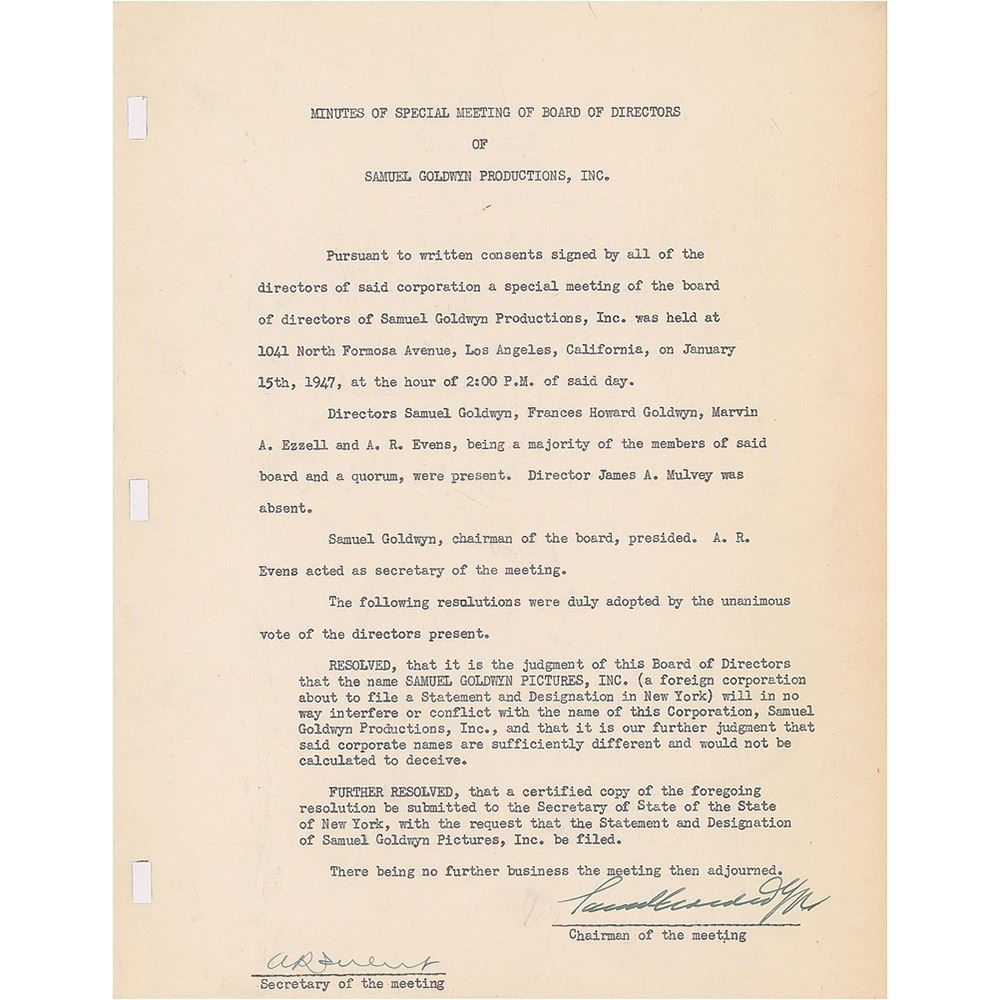 MINUTES OF SPECIAL MEETING OF BOARD OF DIRECTORS
OF
SAMUEL GOLDWYN PRODUCTIONS, INC.
Pursuant to written consents signed by all of the
directors of said corporation a special meeting of the board
of directors of Samuel Goldwyn Productions, Inc. was held at
1041 North Formosa Avenue, Los Angeles, California, on January
15th, 1947, at the hour of 2:00 P.M. of said day.
Directors Samuel Goldwyn, Frances Howard Goldwyn, Marvin
A. Ezzell and A. R. Evens, being a majority of the members of said
board and a quorum, were present. Director James A. Mulvey was
absent.
Samuel Goldwyn, chairman of the board, presided. A. R.
Evens acted as secretary of the meeting.
The following resolutions were duly adopted by the unanimous
vote of the directors present.
RESOLVED, that it is the judgment of this Board of Directors
that the name SAMUEL GOLDWYN PICTURES, INC. (a foreign corporation
about to file a Statement and Designation in New York) will in no
way interfere or conflict with the name of this Corporation, Samuel
Goldwyn Productions, Inc., and that it is our further judgment that
said corporate names are sufficiently different and would not be
calculated to deceive.
FURTHER RESOLVED, that a certified copy of the foregoing
resolution be submitted to the Secretary of State of the State
of New York, with the request that the Statement and Designation
of Samuel Goldwyn Pictures, Inc. be filed.
There being no further business the meeting then adjourned.
Chairman of the meeting
Secretary of the meeting